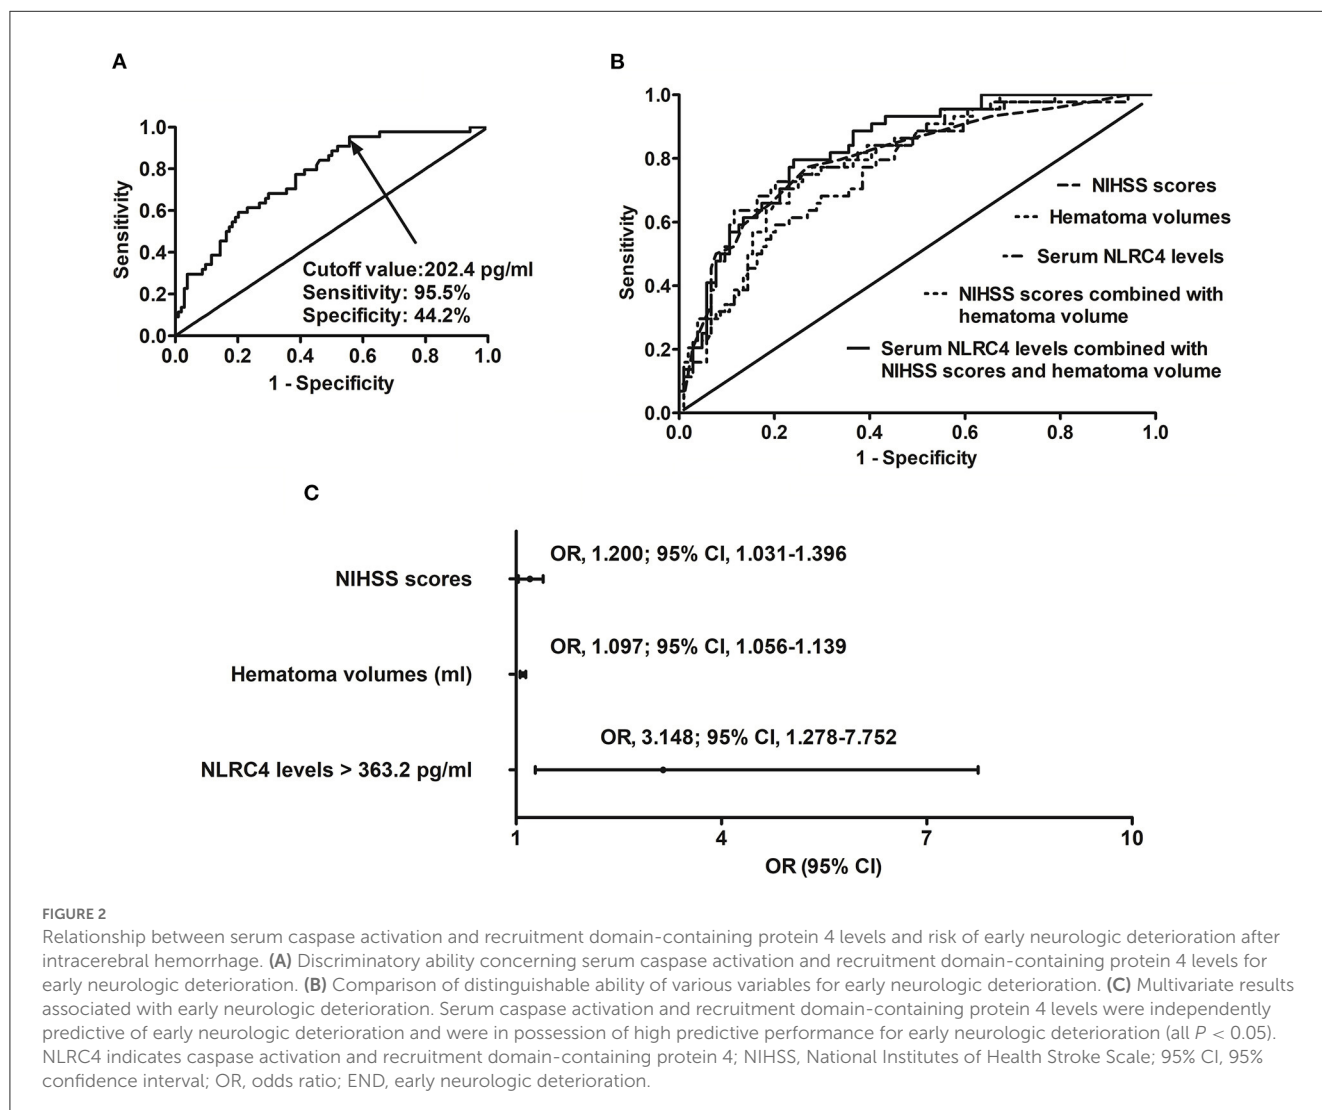 A
1.0
0.8
0.6
0.4
0.2
0.0
Sensitivity
0.0 0.2 0.4 0.6 0.8 1.0
1 - Specificity
Cutoff value:202.4 pg/ml
Sensitivity: 95.5%
Specificity: 44.2%
B
1.0
0.8
0.6
0.4
0.2
0.0
Sensitivity
0.0 0.2 0.4 0.6 0.8 1.0
1 - Specificity
NIHSS scores
Hematoma volumes
Serum NLRC4 levels
NIHSS scores combined with
hematoma volume
Serum NLRC4 levels combined with
NIHSS scores and hematoma volume
C
NIHSS scores
OR, 1.200; 95% CI, 1.031-1.396
Hematoma volumes (ml)
OR, 1.097; 95% CI, 1.056-1.139
NLRC4 levels > 363.2 pg/ml
OR, 3.148; 95% CI, 1.278-7.752
1 4 7 10
OR (95% CI)
FIGURE 2
Relationship between serum caspase activation and recruitment domain-containing protein 4 levels and risk of early neurologic deterioration after
intracerebral hemorrhage. (A) Discriminatory ability concerning serum caspase activation and recruitment domain-containing protein 4 levels for
early neurologic deterioration. (B) Comparison of distinguishable ability of various variables for early neurologic deterioration. (C) Multivariate results
associated with early neurologic deterioration. Serum caspase activation and recruitment domain-containing protein 4 levels were independently
predictive of early neurologic deterioration and were in possession of high predictive performance for early neurologic deterioration (all P < 0.05).
NLRC4 indicates caspase activation and recruitment domain-containing protein 4; NIHSS, National Institutes of Health Stroke Scale; 95% CI, 95%
confidence interval; OR, odds ratio; END, early neurologic deterioration.